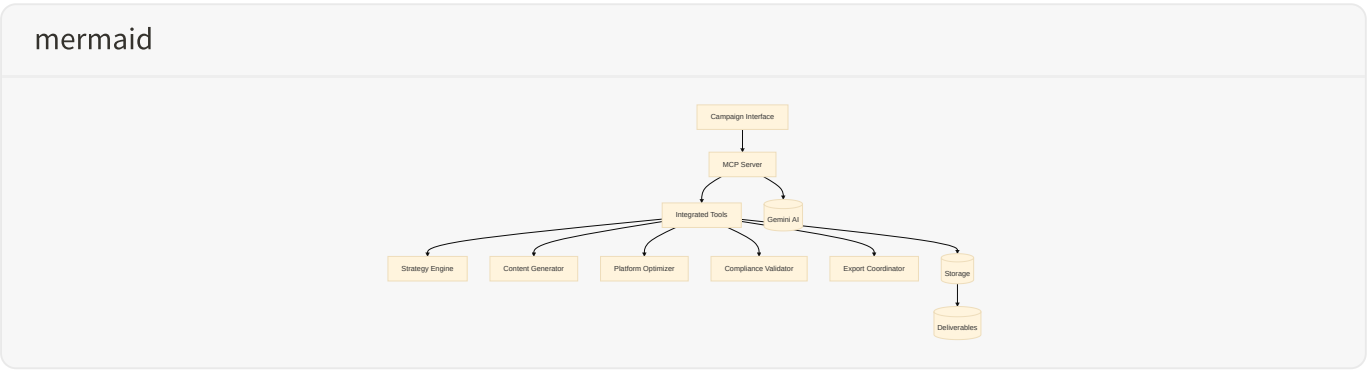 mermaid
Campaign Interface
MCP Server
Integrated Tools
Gemini AI
Strategy Engine
Content Generator
Platform Optimizer
Compliance Validator
Export Coordinator
Storage
Deliverables